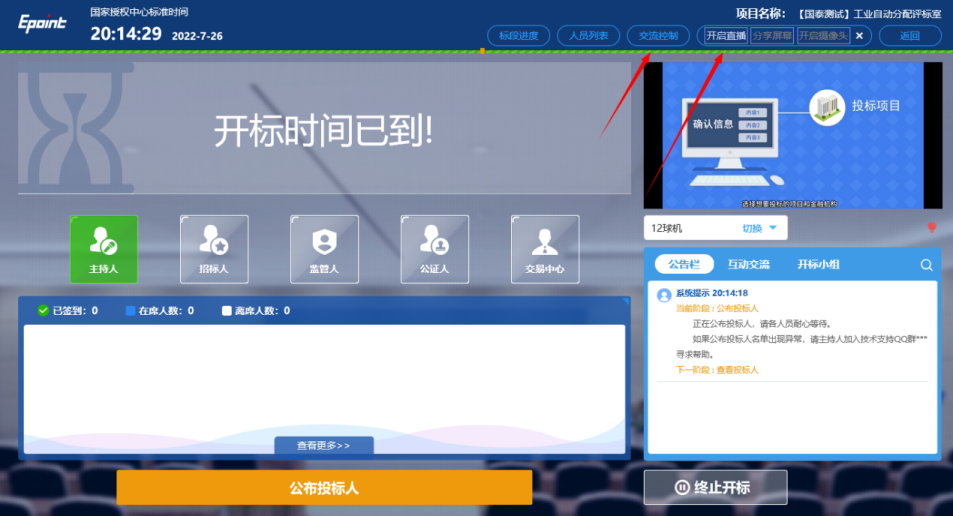 Epoint
国家授权中心标准时间
20:14:29 2022-7-26
项目名称： 【国泰测试】工业自动分配评标室
标段进度 人员列表 交流控制 开启直播 分享屏幕 开启摄像头 × 返回
开标时间已到!
确认信息
内容1
内容2
内容3
投标项目
选择想要投标的项目和金融机构
12球机 切换
主持人 招标人 监管人 公证人 交易中心
公告栏 互动交流 开标小组
已签到：0 在席人数：0 离席人数：0
系统提示 20:14:18
当前阶段：公布投标人
正在公布投标人，请各人员耐心等待。
如果公布投标人名单出现异常，请主持人加入技术支持QQ群***
寻求帮助。
下一阶段：查看投标人
查看更多>>
公布投标人
终止开标